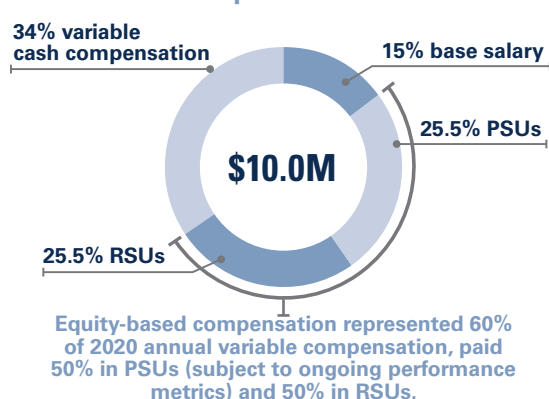 34% variable
cash compensation
15% base salary
25.5% PSUs
$10.0M
25.5% RSUs
Equity-based compensation represented 60%
of 2020 annual variable compensation, paid
50% in PSUs (subject to ongoing performance
metrics) and 50% in RSUs.